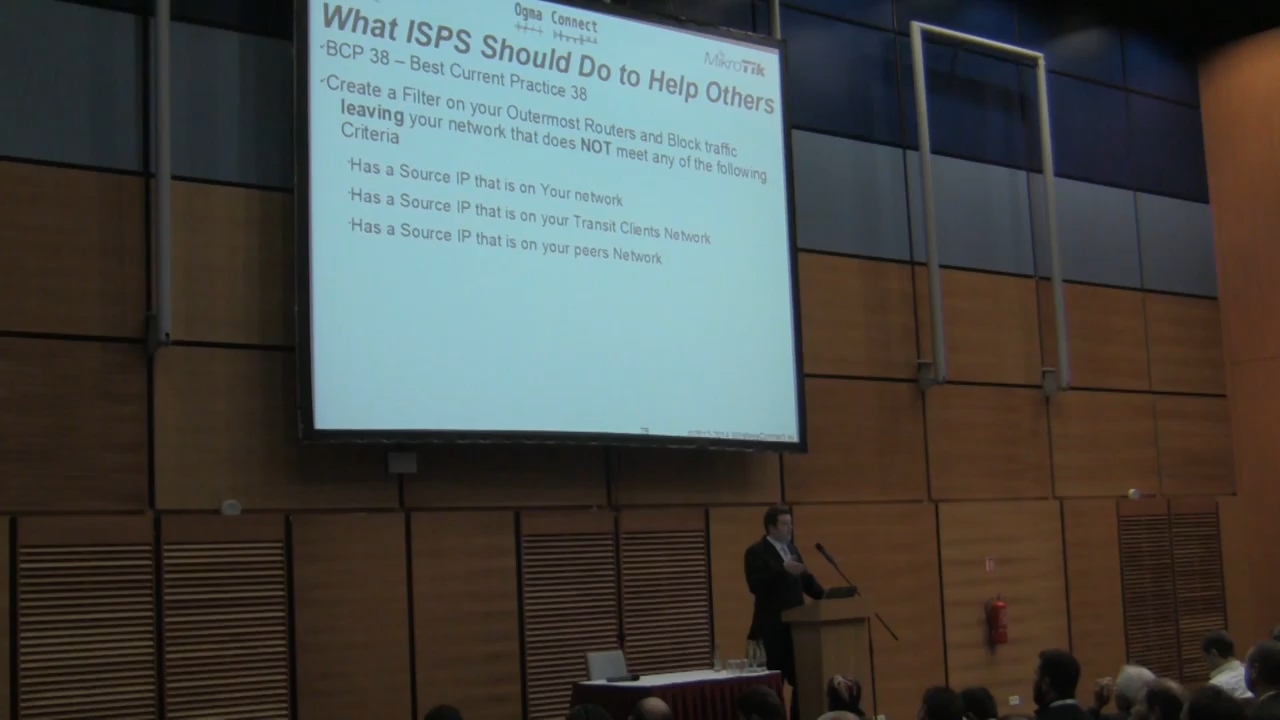 Ogma Connect
What ISPS Should Do to Help Others
MikroTik
-BCP 38 – Best Current Practice 38
-Create a Filter on your Outermost Routers and Block traffic
leaving your network that does NOT meet any of the following
Criteria
-Has a Source IP that is on Your network
-Has a Source IP that is on your Transit Clients Network
-Has a Source IP that is on your peers Network